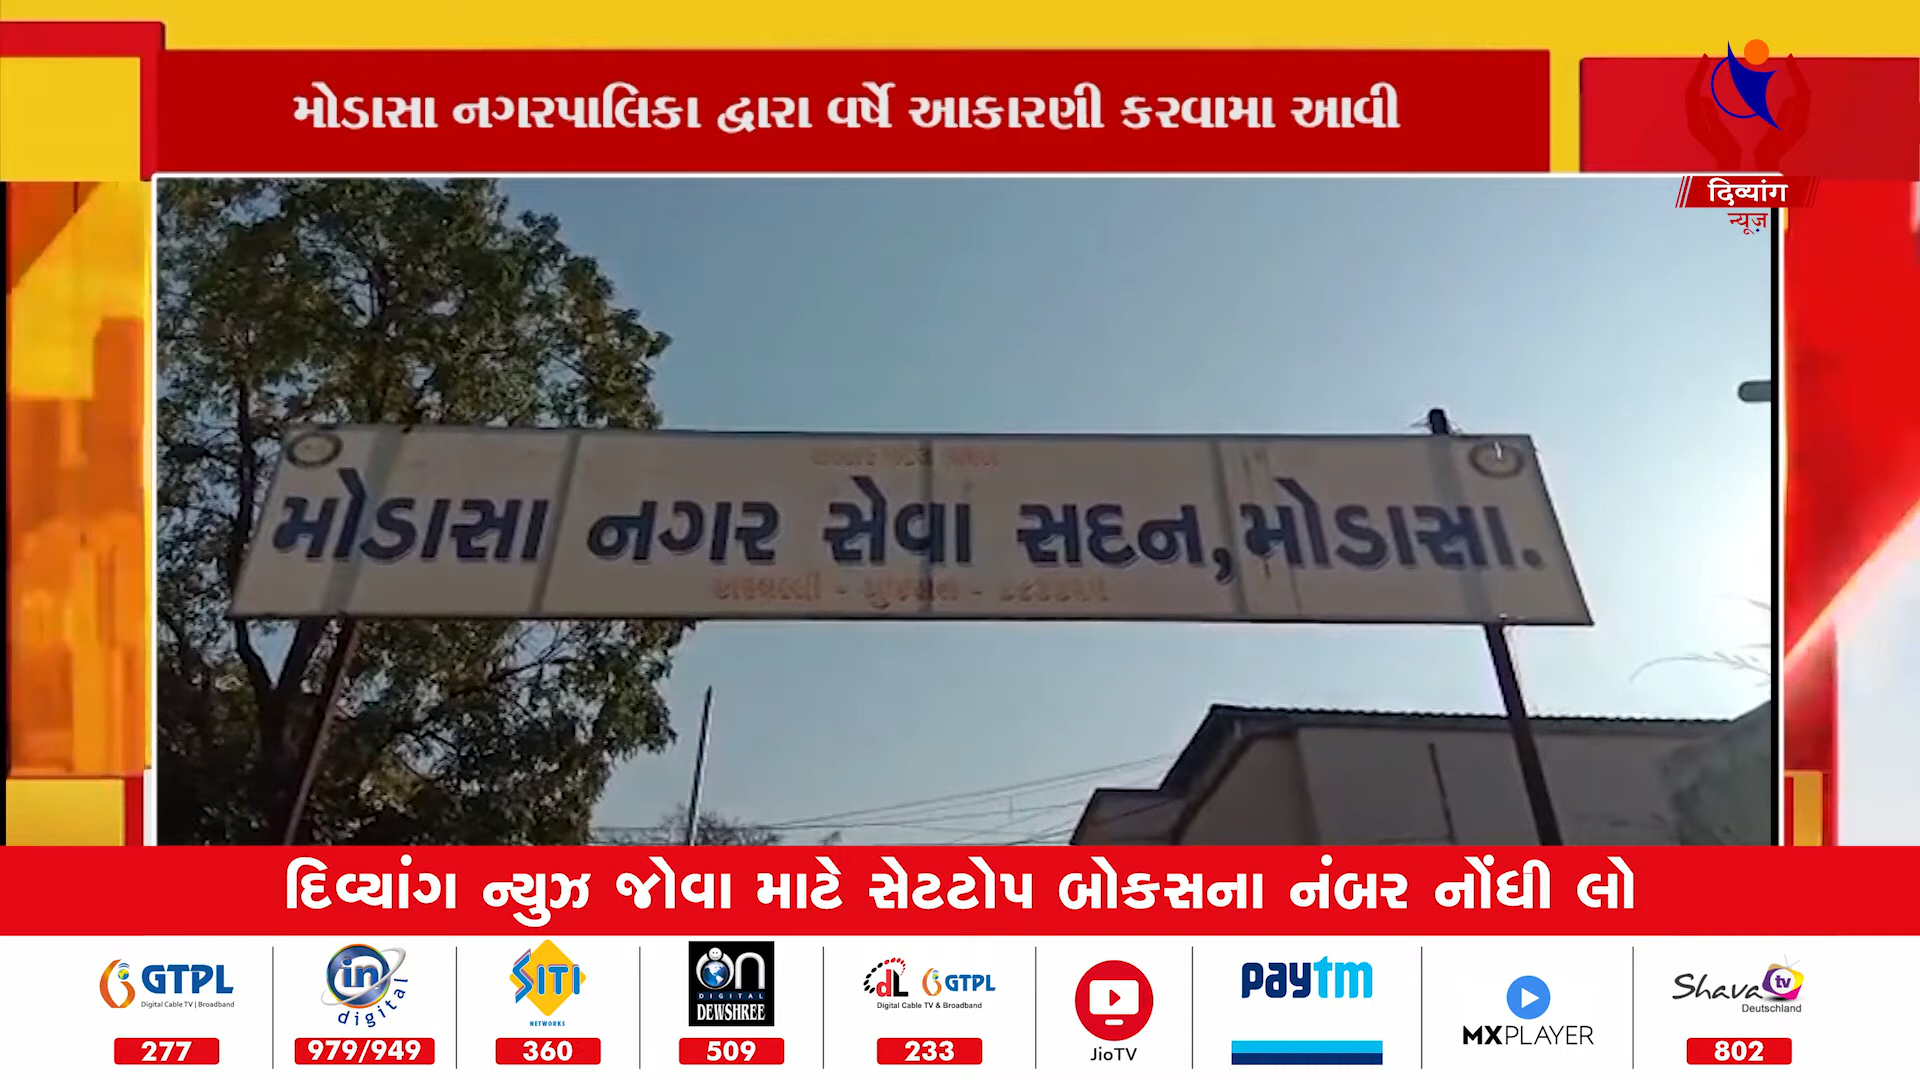 મોડાસા નગરપાલિકા દ્વારા વર્ષે આકારણી કરવામા આવી
दिव्यांग
न्यूज़
મોડાસા નગર સેવા સદન, મોડાસા.
દિવ્યાંગ ન્યુઝ જોવા માટે સેટટોપ બોકસના નંબર નોંધી લો
GTPL
Digital Cable TV | Broadband
277
in
digital
979/949
SITI
NETWORKS
360
ON
DIGITAL
DEWSHREE
509
dL GTPL
Digital Cable TV & Broadband
233
JioTV
paytm
MXPLAYER
Shava tv
Deutschland
802